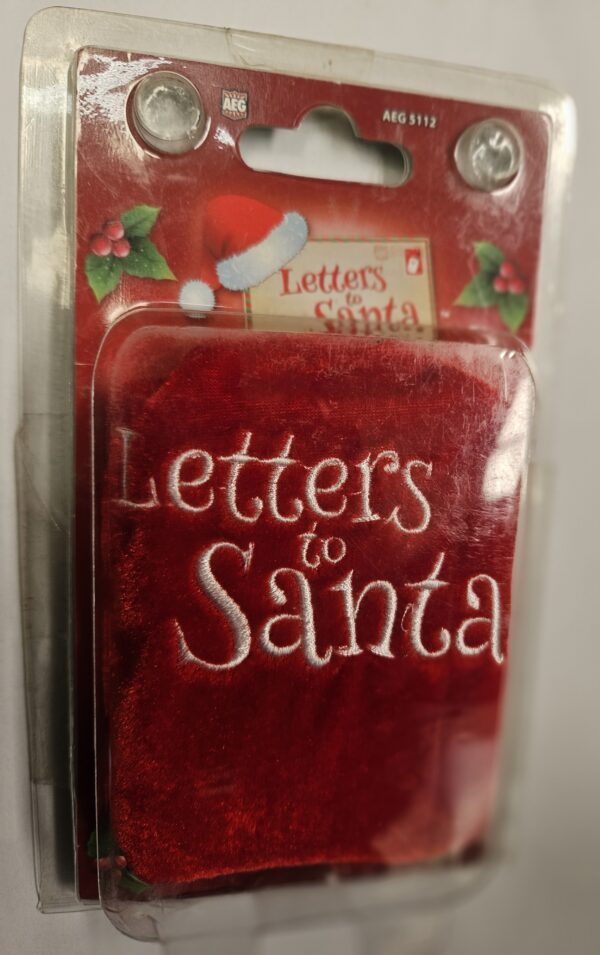 AEG
AEG 5112
Letters
to
Santa
Letters
to
Santa